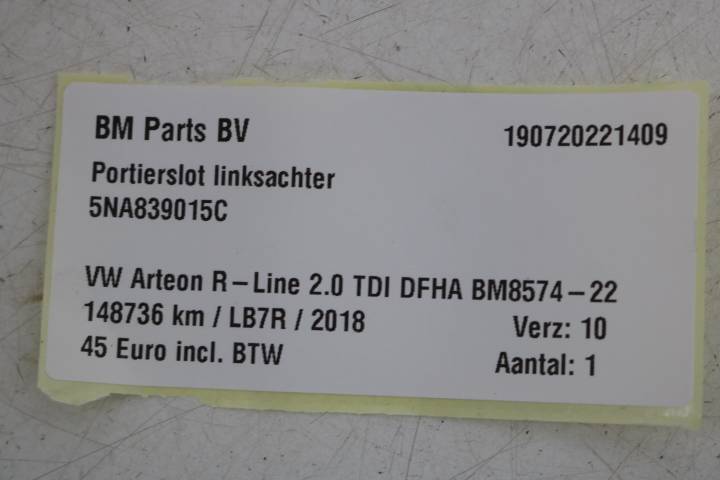 BM Parts BV 190720221409
Portierslot linksachter
5NA839015C
VW Arteon R-Line 2.0 TDI DFHA BM8574-22
148736 km / LB7R / 2018 Verz: 10
45 Euro incl. BTW Aantal: 1